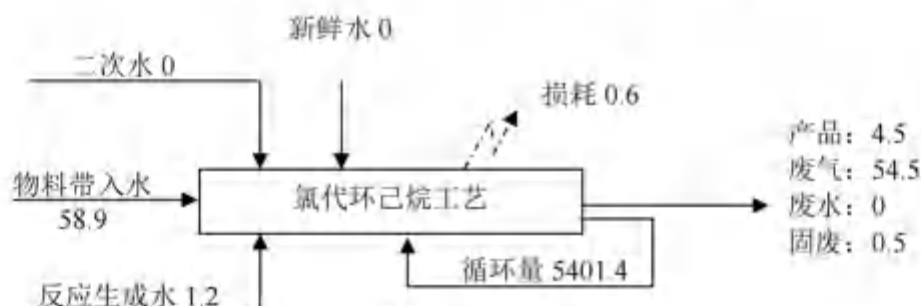 新鲜水 0
二次水 0
损耗 0.6
产品：4.5
废气：54.5
废水：0
固废：0.5
物料带入水
58.9
氯代环己烷工艺
循环量 5401.4
反应生成水 1.2